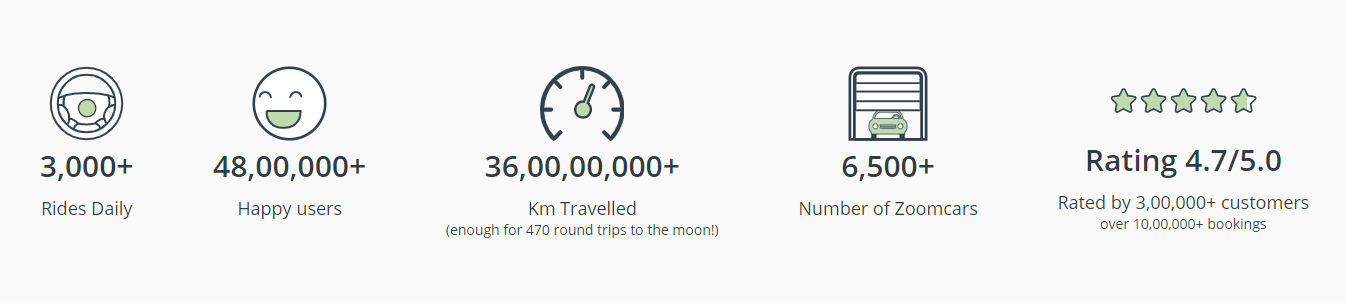 3,000+
Rides Daily
48,00,000+
Happy users
36,00,00,000+
Km Travelled
(enough for 470 round trips to the moon!)
6,500+
Number of Zoomcars
Rating 4.7/5.0
Rated by 3,00,000+ customers
over 10,00,000+ bookings